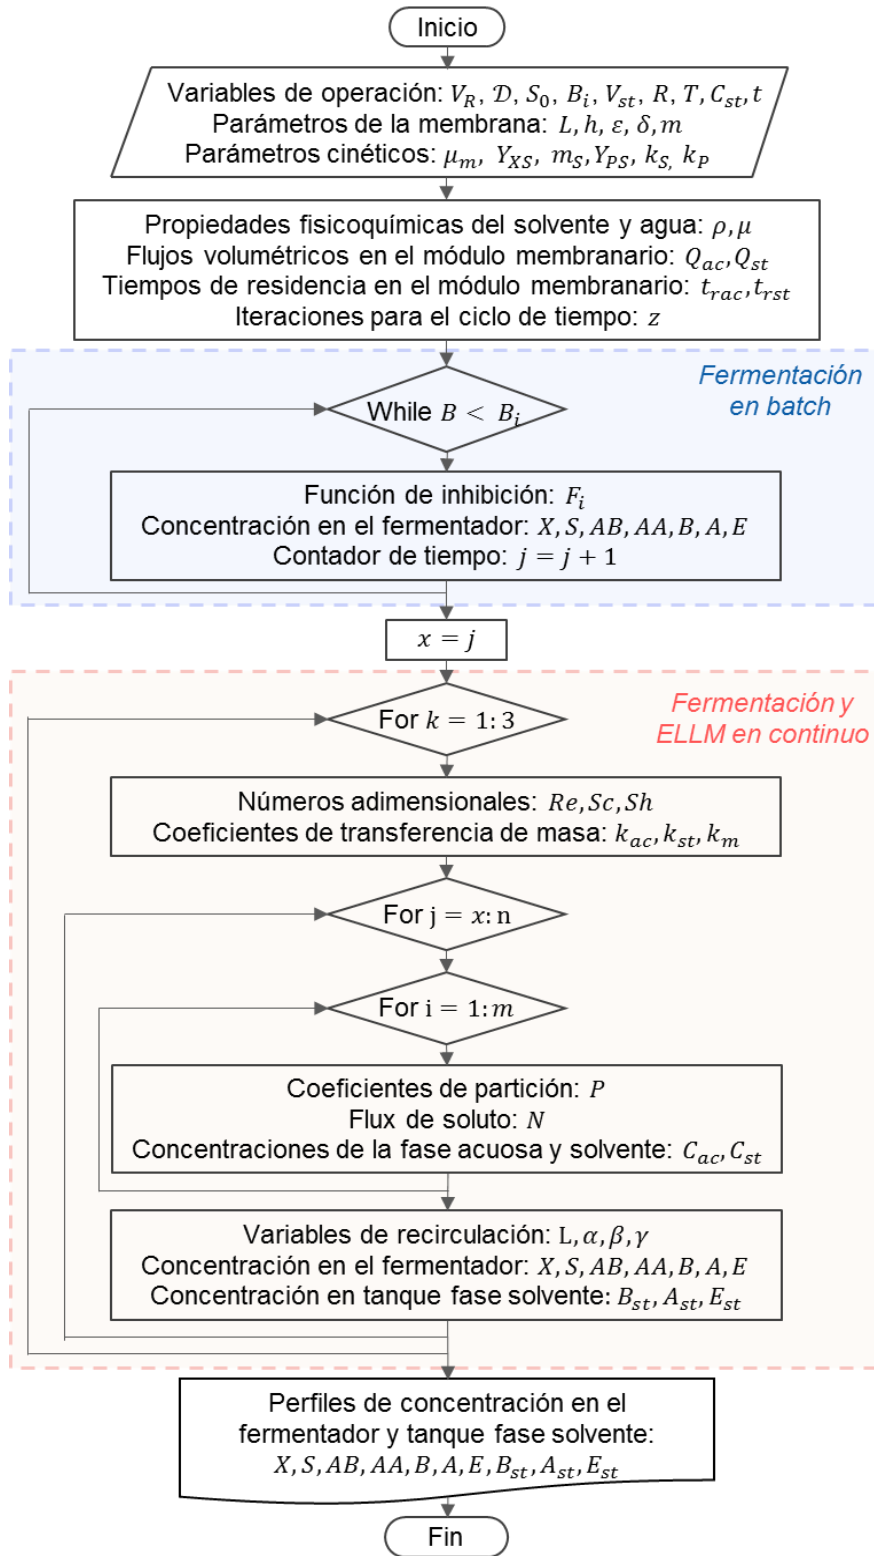 Inicio
Variables de operación: V_R, 𝒟, S_0, B_i, V_st, R, T, C_st, t
Parámetros de la membrana: L, h, ε, δ, m
Parámetros cinéticos: μ_m, Y_XS, m_S, Y_PS, k_S, k_P
Propiedades fisicoquímicas del solvente y agua: ρ, μ
Flujos volumétricos en el módulo membranario: Q_ac, Q_st
Tiempos de residencia en el módulo membranario: t_rac, t_rst
Iteraciones para el ciclo de tiempo: z
Fermentación
en batch
While B < B_i
Función de inhibición: F_i
Concentración en el fermentador: X, S, AB, AA, B, A, E
Contador de tiempo: j = j + 1
x = j
Fermentación y
ELLM en continuo
For k = 1: 3
Números adimensionales: Re, Sc, Sh
Coeficientes de transferencia de masa: k_ac, k_st, k_m
For j = x: n
For i = 1: m
Coeficientes de partición: P
Flux de soluto: N
Concentraciones de la fase acuosa y solvente: C_ac, C_st
Variables de recirculación: L, α, β, γ
Concentración en el fermentador: X, S, AB, AA, B, A, E
Concentración en tanque fase solvente: B_st, A_st, E_st
Perfiles de concentración en el
fermentador y tanque fase solvente:
X, S, AB, AA, B, A, E, B_st, A_st, E_st
Fin